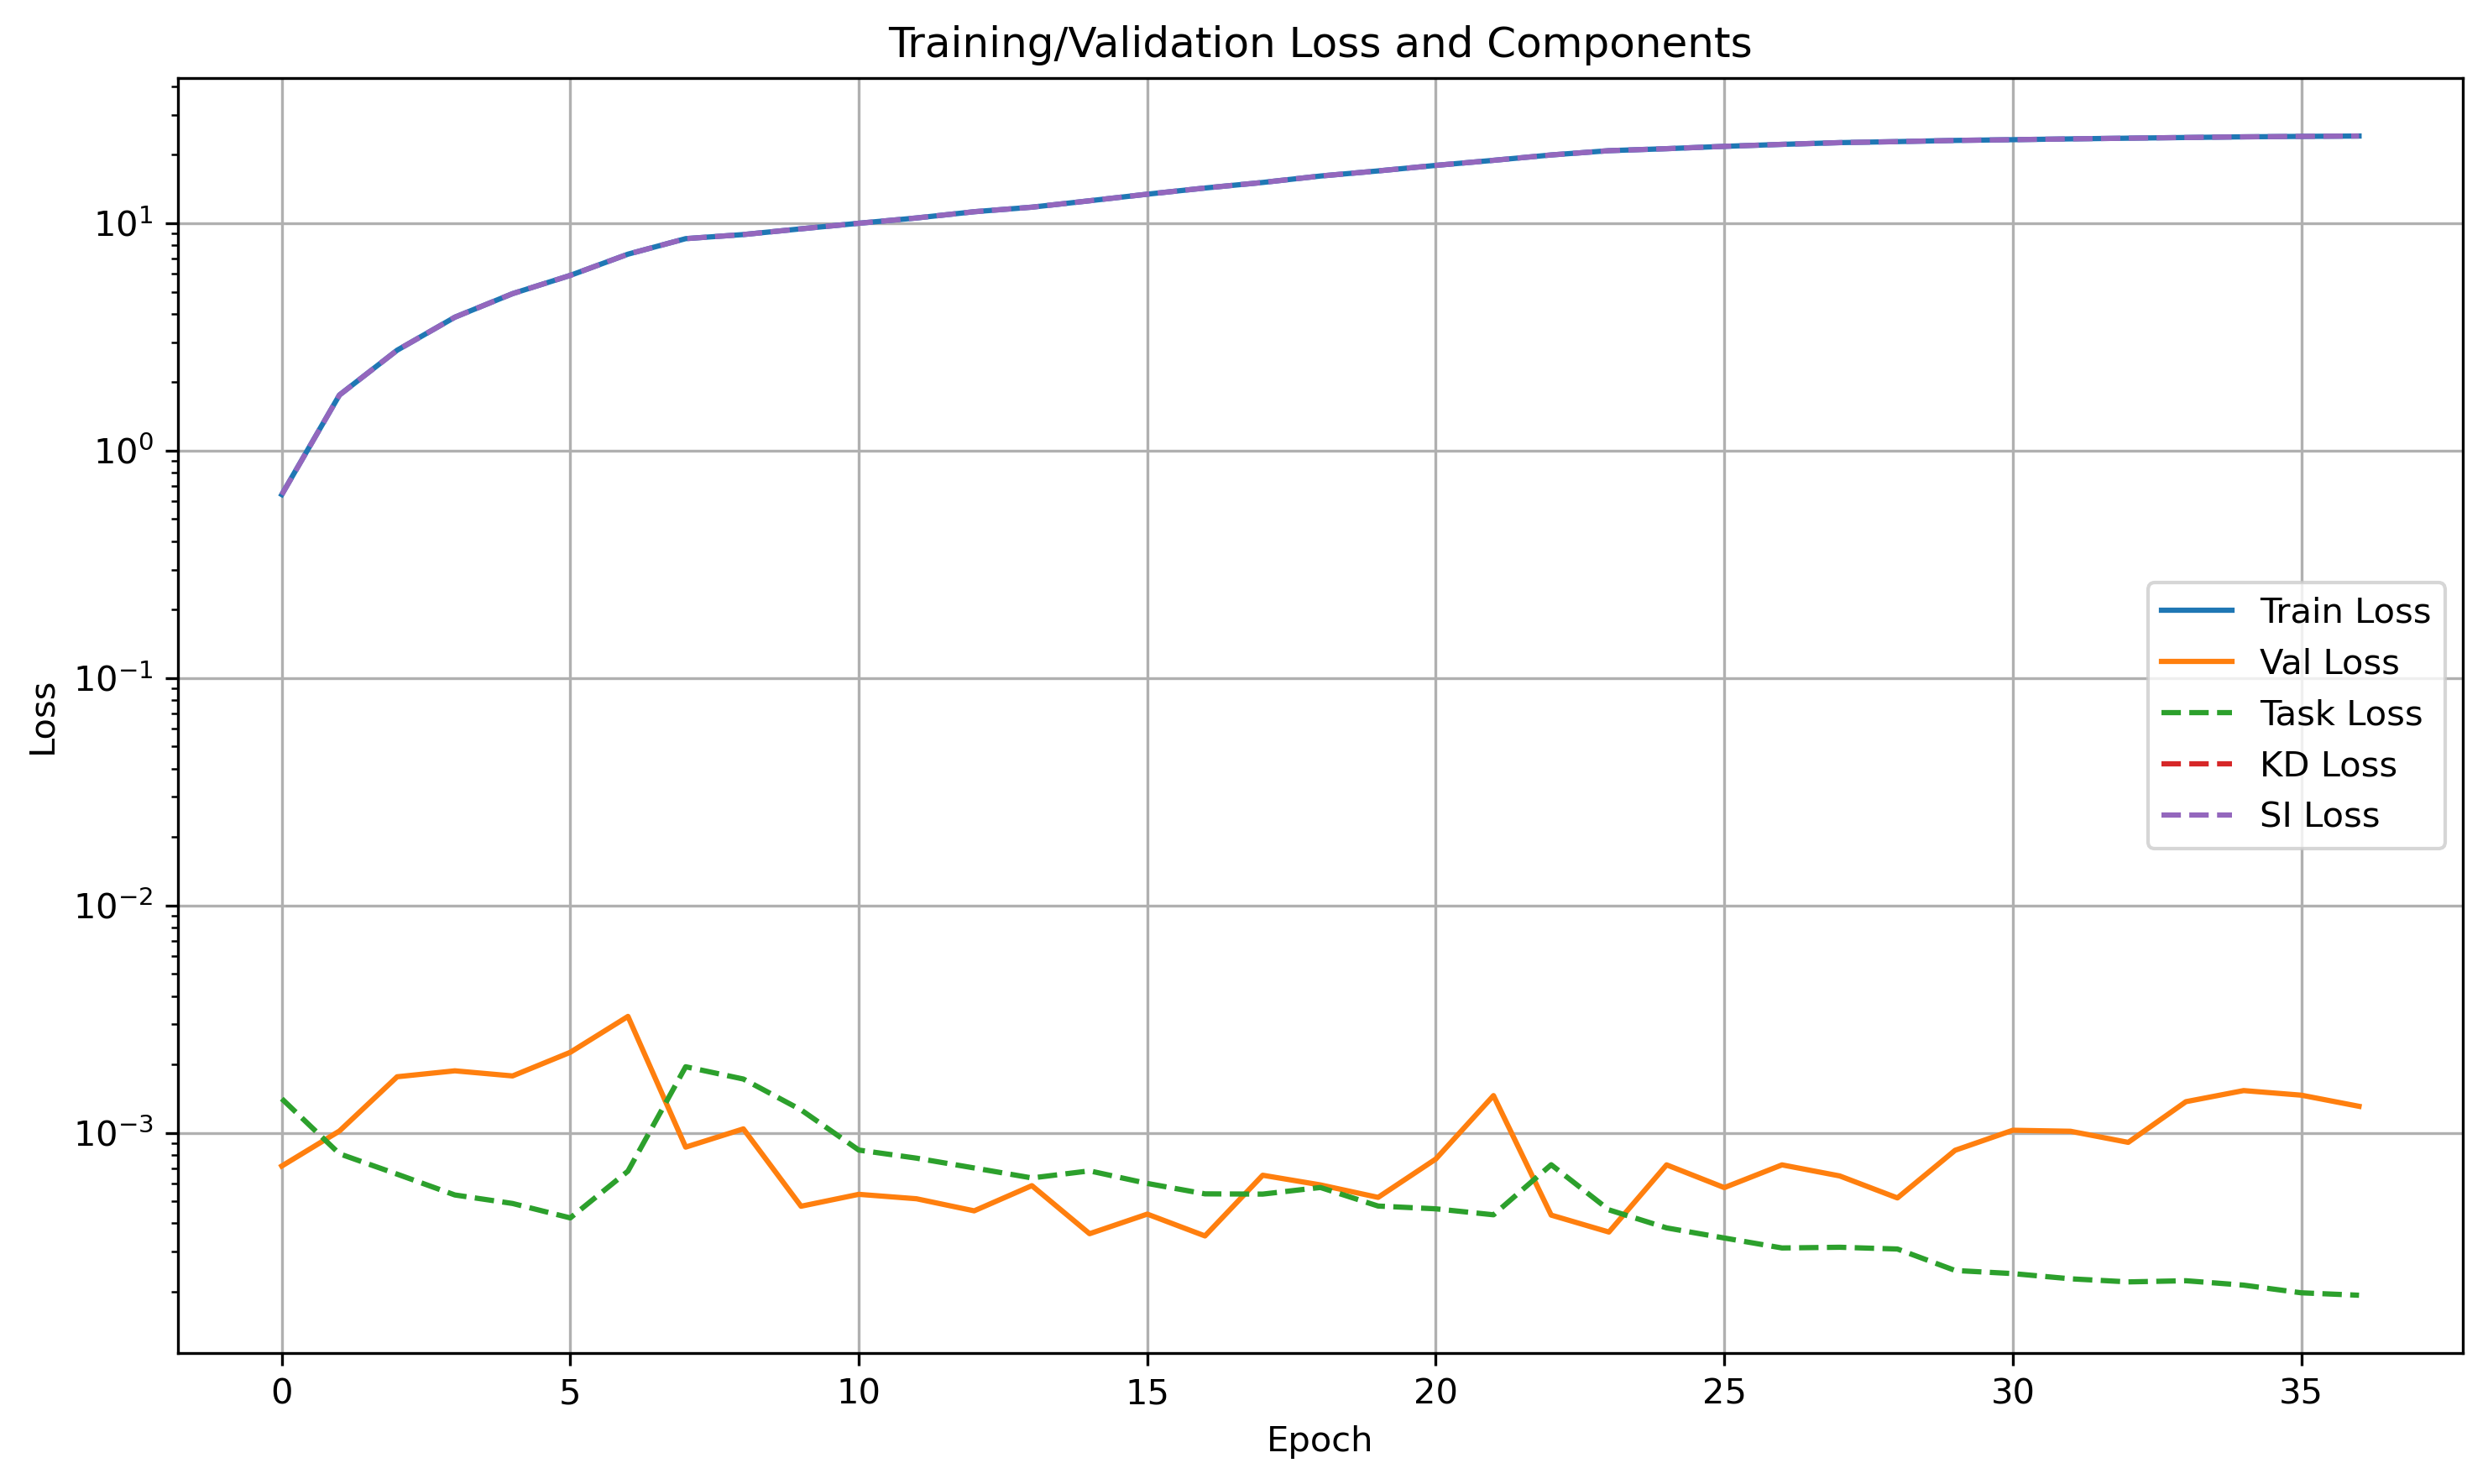 Training/Validation Loss and Components
Loss
10¹
10⁰
10⁻¹
10⁻²
10⁻³
Train Loss
Val Loss
Task Loss
KD Loss
SI Loss
0 5 10 15 20 25 30 35
Epoch